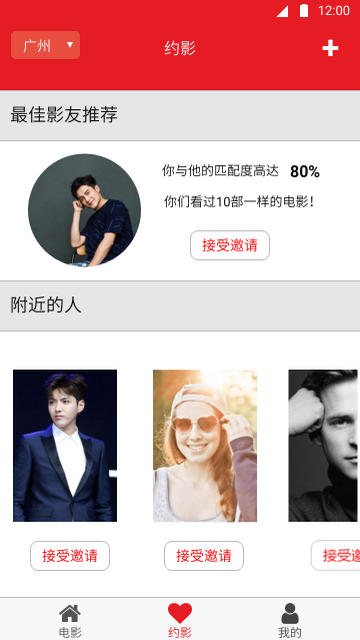 12:00
广州 ▼
约影
最佳影友推荐
你与他的匹配度高达 80%
你们看过10部一样的电影!
接受邀请
附近的人
接受邀请 接受邀请 接受
电影 约影 我的